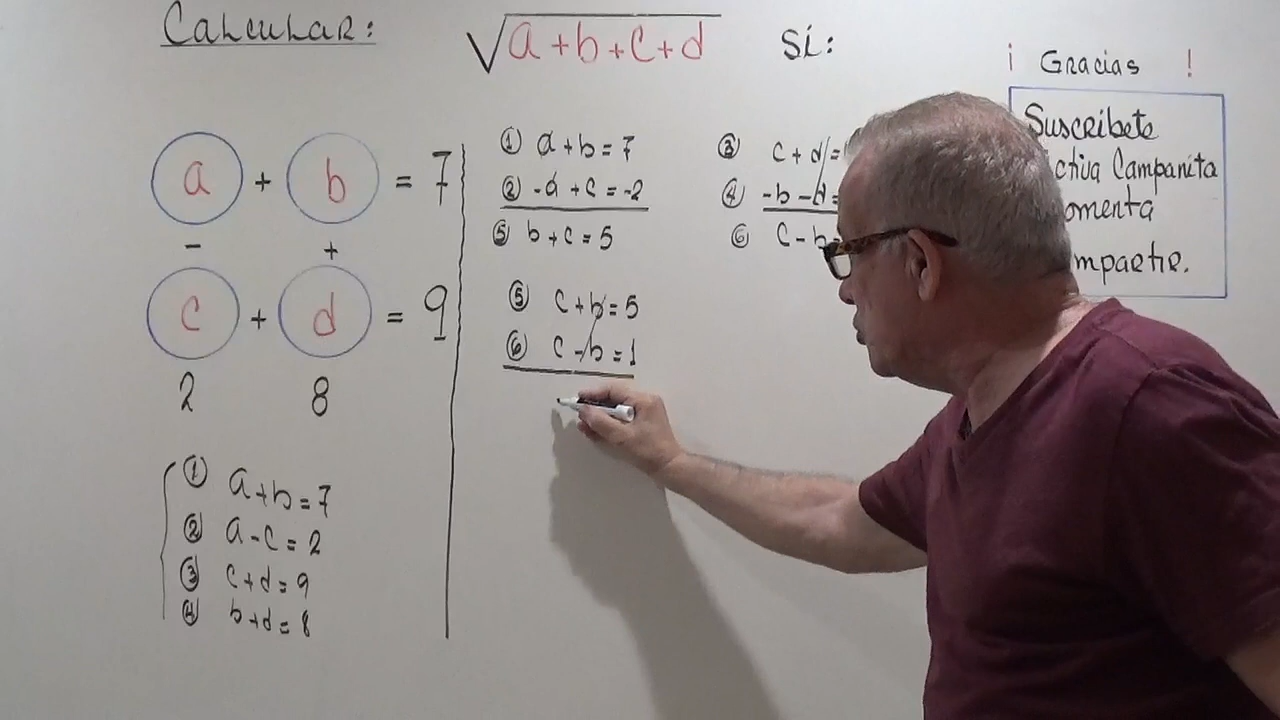 Calcular: √a+b+c+d Si:
¡ Gracias !
Suscribete
Campanita
a + b = 7
- +
c + d = 9
2 8
① a+b=7
② a-c=2
③ c+d=9
④ b+d=8
① a+b=7
② -a+c=-2
⑤ b+c=5
③ c+d=
④ -b-d=
⑥ c-b=
⑤ c+b=5
⑥ c-b=1